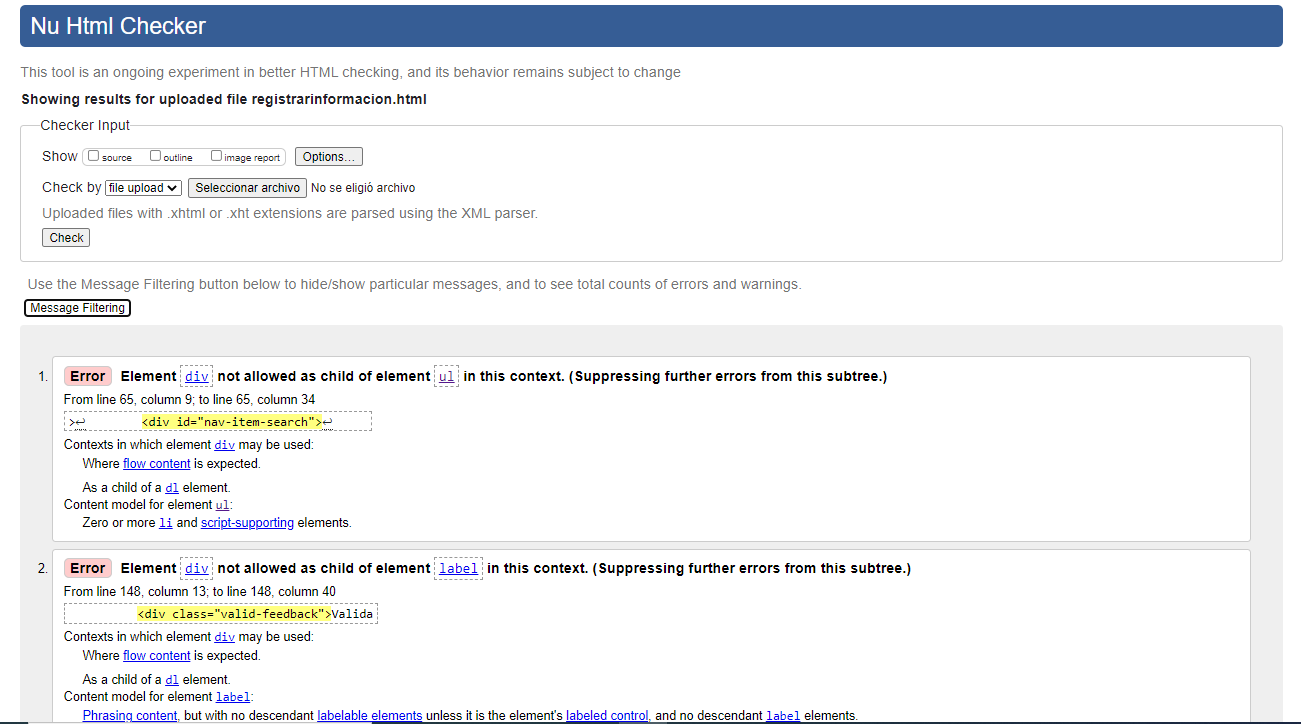 Nu Html Checker
This tool is an ongoing experiment in better HTML checking, and its behavior remains subject to change
Showing results for uploaded file registrarinformacion.html
Checker Input
Show source outline image report Options...
Check by file upload Seleccionar archivo No se eligió archivo
Uploaded files with .xhtml or .xht extensions are parsed using the XML parser.
Check
Use the Message Filtering button below to hide/show particular messages, and to see total counts of errors and warnings.
Message Filtering
1. Error Element div not allowed as child of element ul in this context. (Suppressing further errors from this subtree.)
From line 65, column 9; to line 65, column 34
>↩ <div id="nav-item-search">↩
Contexts in which element div may be used:
Where flow content is expected.
As a child of a dl element.
Content model for element ul:
Zero or more li and script-supporting elements.
2. Error Element div not allowed as child of element label in this context. (Suppressing further errors from this subtree.)
From line 148, column 13; to line 148, column 40
<div class="valid-feedback">Valida
Contexts in which element div may be used:
Where flow content is expected.
As a child of a dl element.
Content model for element label:
Phrasing content, but with no descendant labelable elements unless it is the element's labeled control, and no descendant label elements.